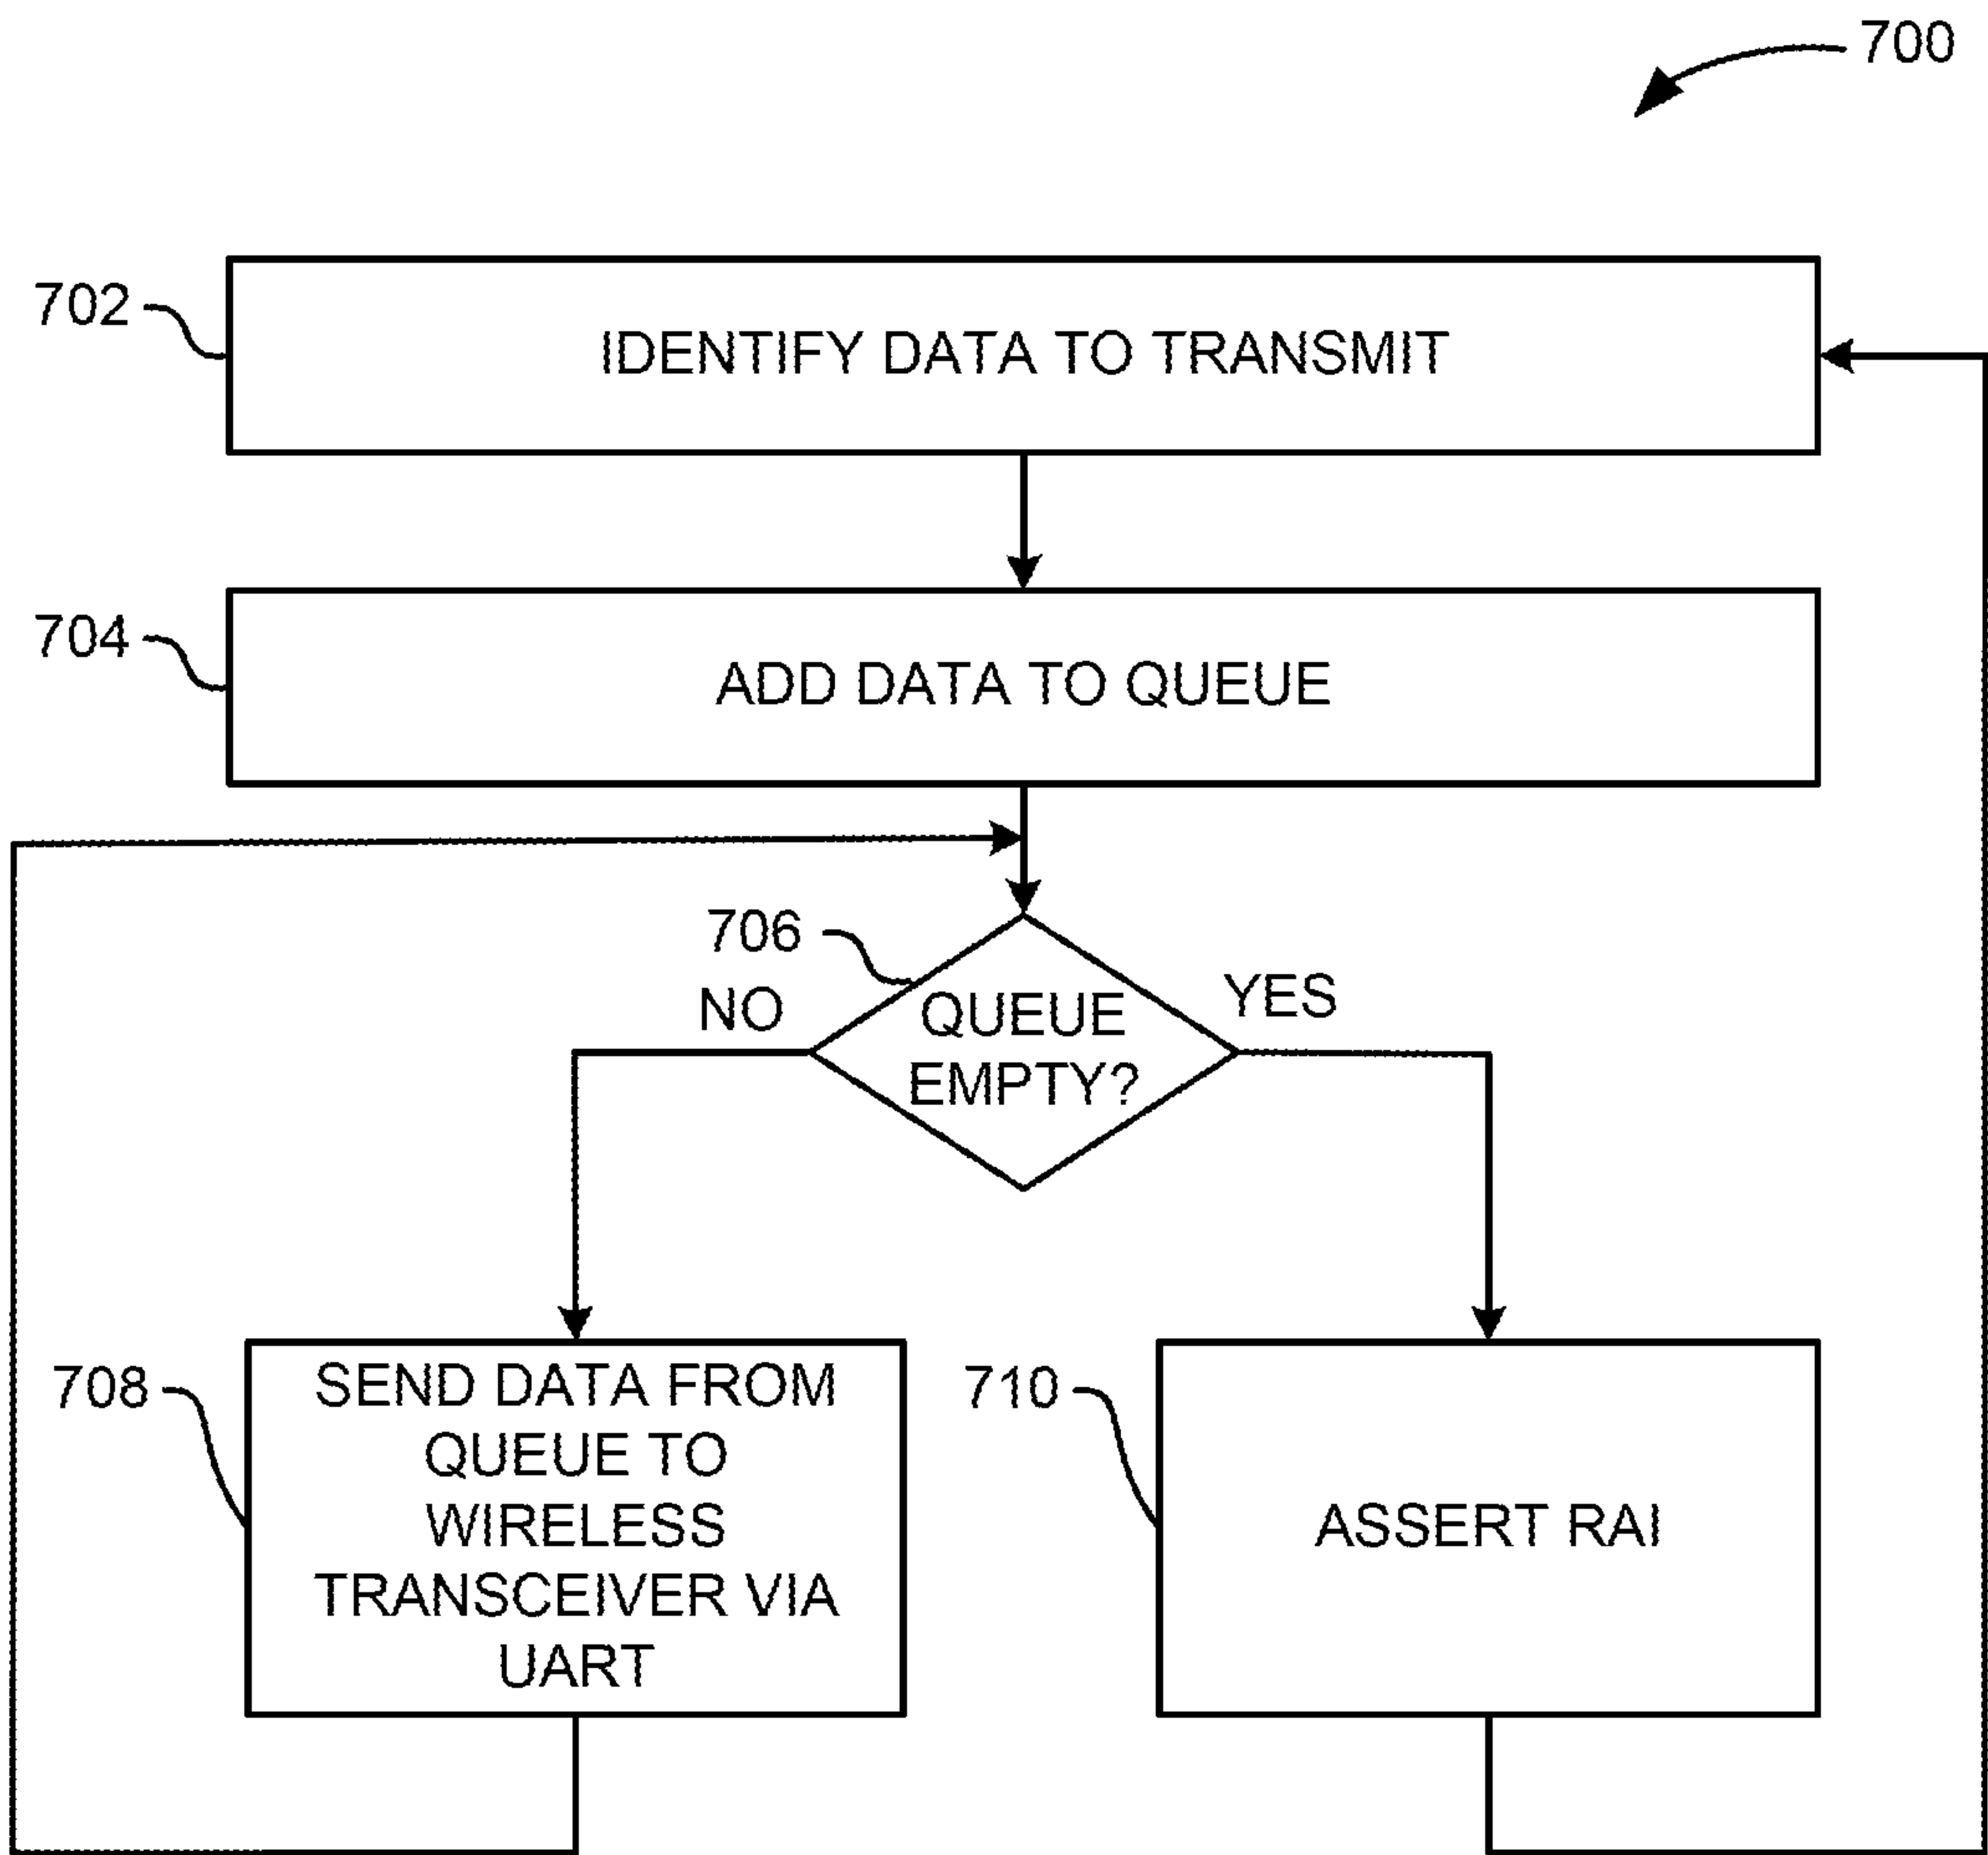 700
702
IDENTIFY DATA TO TRANSMIT
704
ADD DATA TO QUEUE
706
NO
QUEUE
EMPTY?
YES
708
SEND DATA FROM
QUEUE TO
WIRELESS
TRANSCEIVER VIA
UART
710
ASSERT RAI